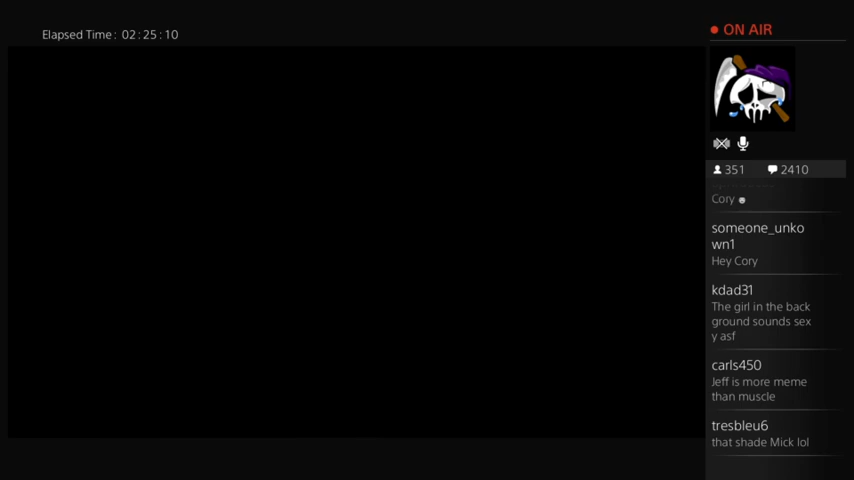 Elapsed Time: 02:25:10
ON AIR
351 2410
Cory
someone_unko
wn1
Hey Cory
kdad31
The girl in the back
ground sounds sex
y asf
carls450
Jeff is more meme
than muscle
tresbleu6
that shade Mick lol